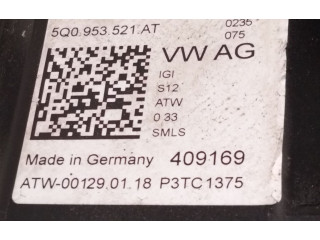 5Q0.953.521.AT
0235
075
VW AG
IGI
S12
ATW
0 33
SMLS
Made in Germany 409169
ATW-00129.01.18 P3TC1375